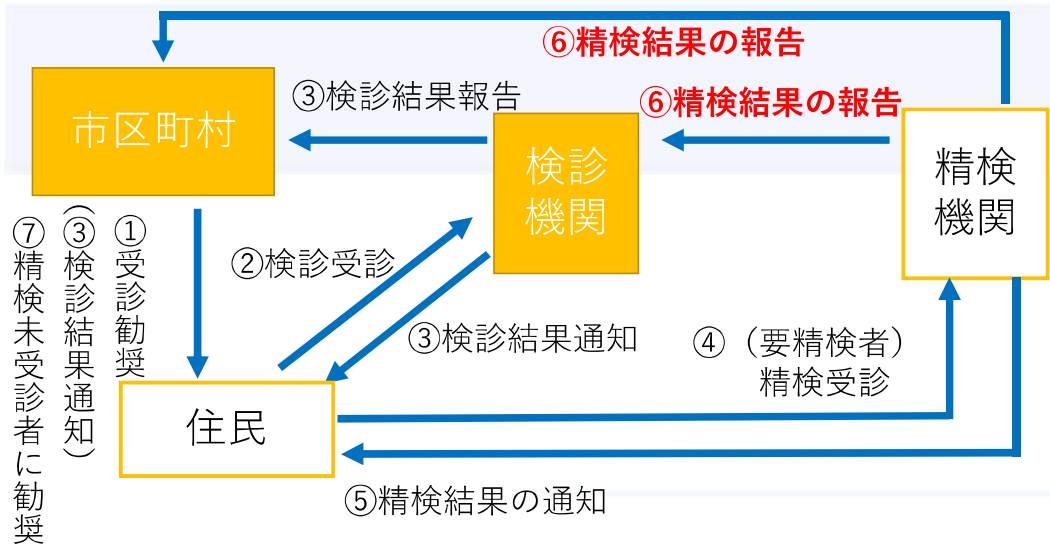 ⑥精検結果の報告
③検診結果報告
⑥精検結果の報告
市区町村
検診
機関
精検
機関
①受診勧奨
(③検診結果通知)
⑦精検未受診者に勧奨
②検診受診
③検診結果通知
④（要精検者）
精検受診
住民
⑤精検結果の通知